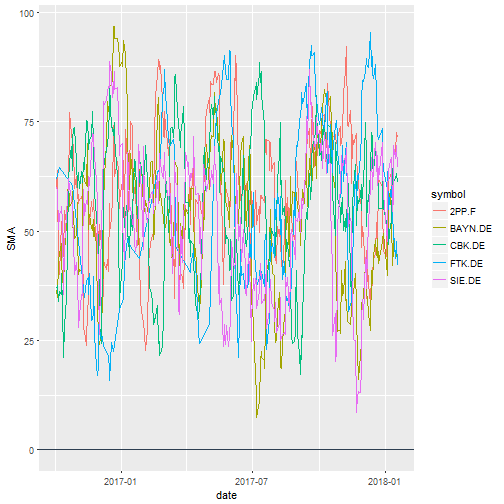 100
75
50
25
0
SMA
2017-01
2017-07
2018-01
date
symbol
2PP.F
BAYN.DE
CBK.DE
FTK.DE
SIE.DE